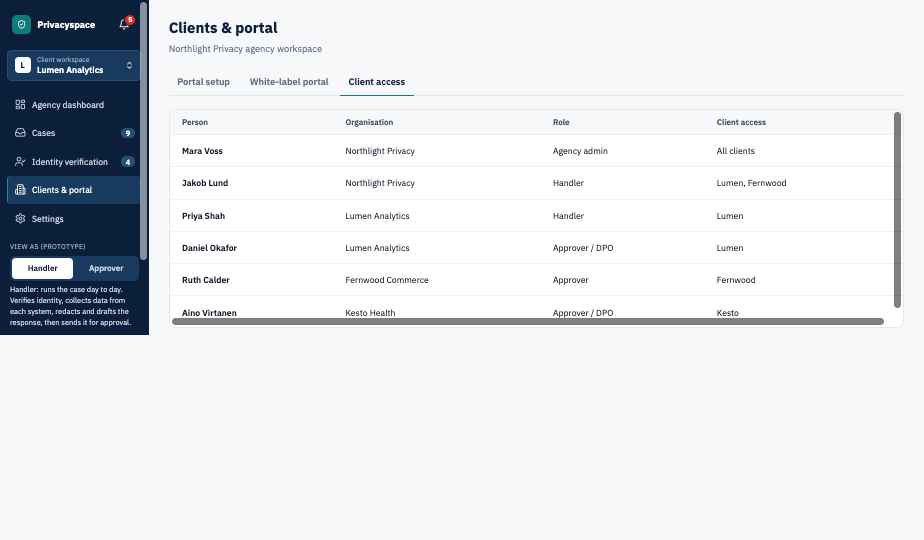 Privacyspace
5
L
Client workspace
Lumen Analytics
Agency dashboard
Cases
9
Identity verification
4
Clients & portal
Settings
VIEW AS (PROTOTYPE)
Handler
Approver
Handler: runs the case day to day.
Verifies identity, collects data from
each system, redacts and drafts the
response, then sends it for approval.
Clients & portal
Northlight Privacy agency workspace
Portal setup
White-label portal
Client access
Person Organisation Role Client access
Mara Voss Northlight Privacy Agency admin All clients
Jakob Lund Northlight Privacy Handler Lumen, Fernwood
Priya Shah Lumen Analytics Handler Lumen
Daniel Okafor Lumen Analytics Approver / DPO Lumen
Ruth Calder Fernwood Commerce Approver Fernwood
Aino Virtanen Kesto Health Approver / DPO Kesto